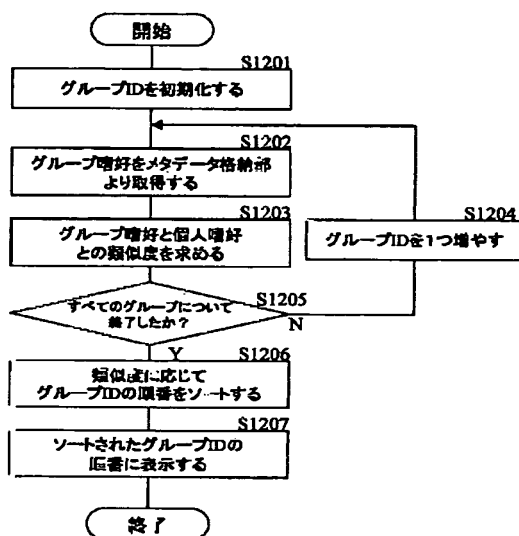 開始
S1201
グループIDを初期化する
S1202
グループ嗜好をメタデータ格納部
より取得する
S1203
グループ嗜好と個人嗜好
との類似度を求める
S1204
グループIDを1つ増やす
S1205
すべてのグループについて
終了したか？
N
Y
S1206
類似度に応じて
グループIDの順番をソートする
S1207
ソートされたグループIDの
順番に表示する
終了